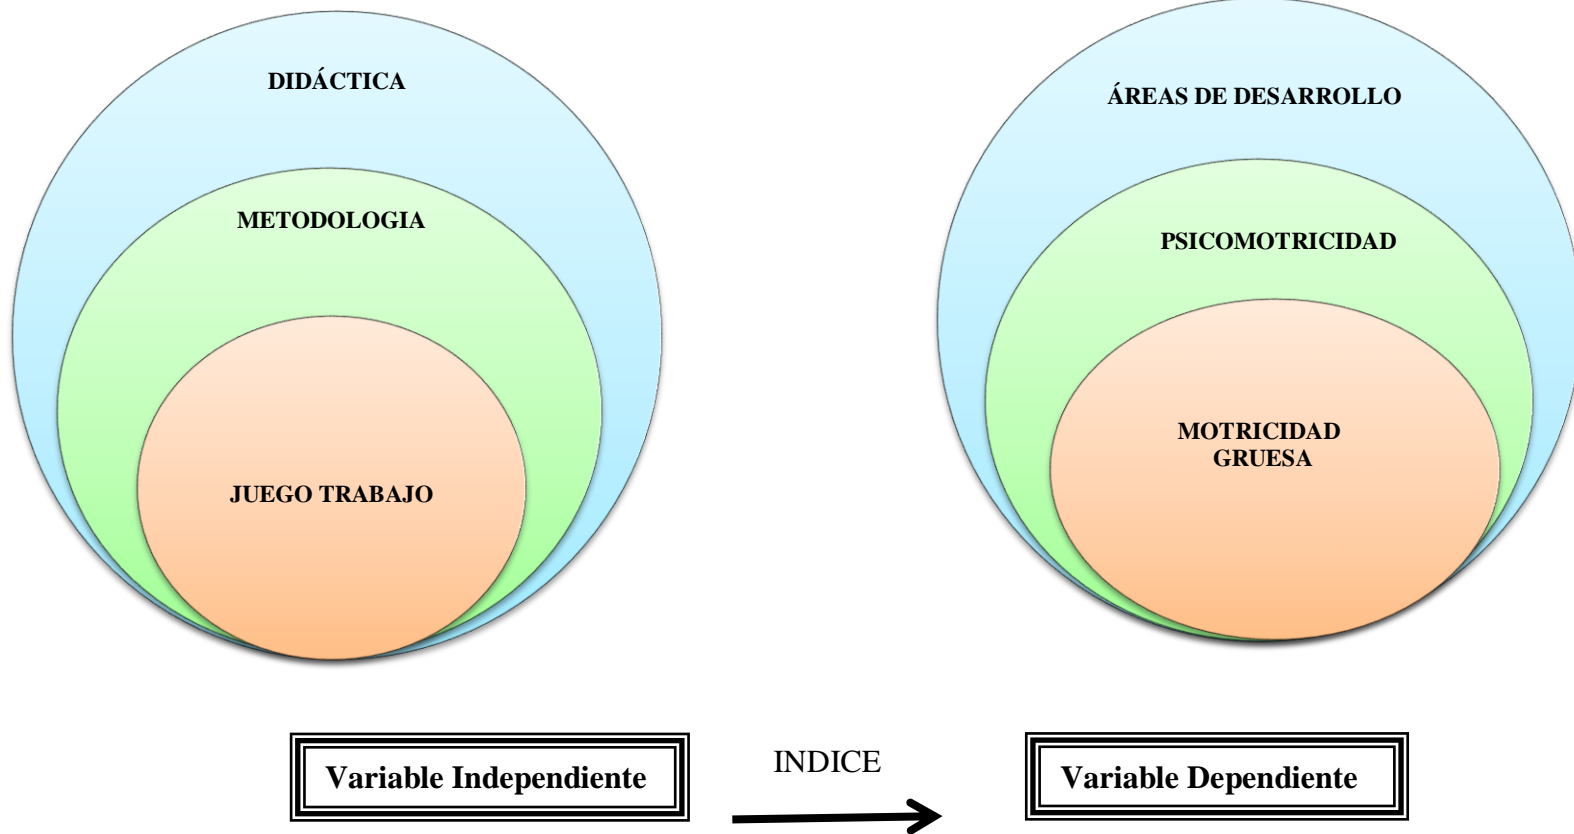 DIDÁCTICA
METODOLOGIA
JUEGO TRABAJO
ÁREAS DE DESARROLLO
PSICOMOTRICIDAD
MOTRICIDAD
GRUESA
Variable Independiente
INDICE
Variable Dependiente